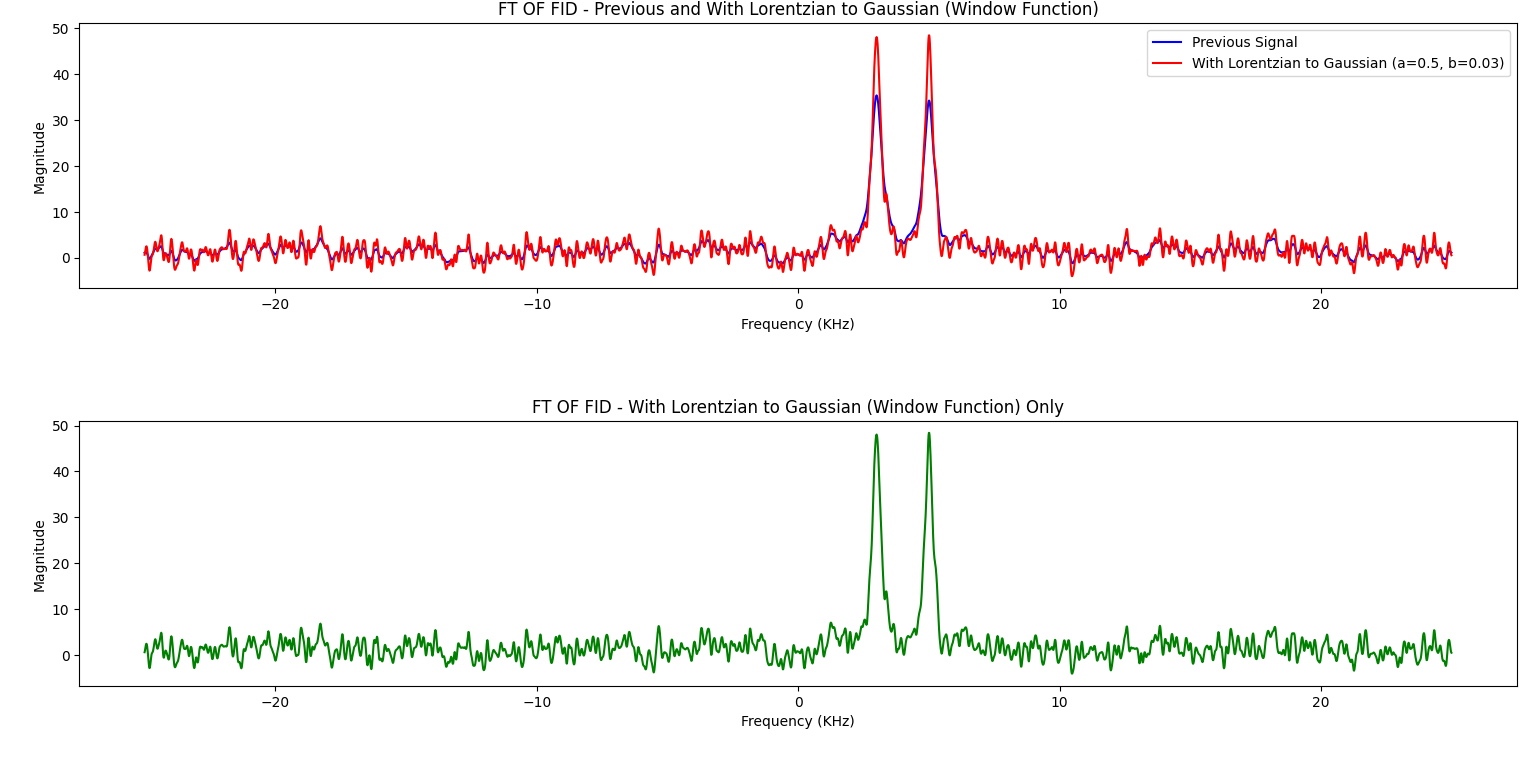 FT OF FID - Previous and With Lorentzian to Gaussian (Window Function)
50
40
30
20
10
0
Magnitude
Previous Signal
With Lorentzian to Gaussian (a=0.5, b=0.03)
−20
−10
0
10
20
Frequency (KHz)
FT OF FID - With Lorentzian to Gaussian (Window Function) Only
50
40
30
20
10
0
Magnitude
−20
−10
0
10
20
Frequency (KHz)